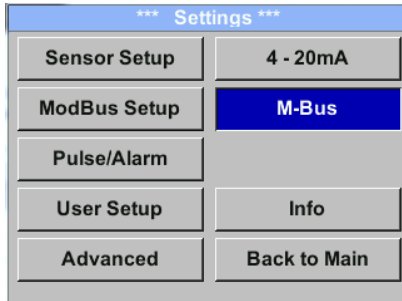 *** Settings ***
Sensor Setup
4 - 20mA
ModBus Setup
M-Bus
Pulse/Alarm
User Setup
Info
Advanced
Back to Main